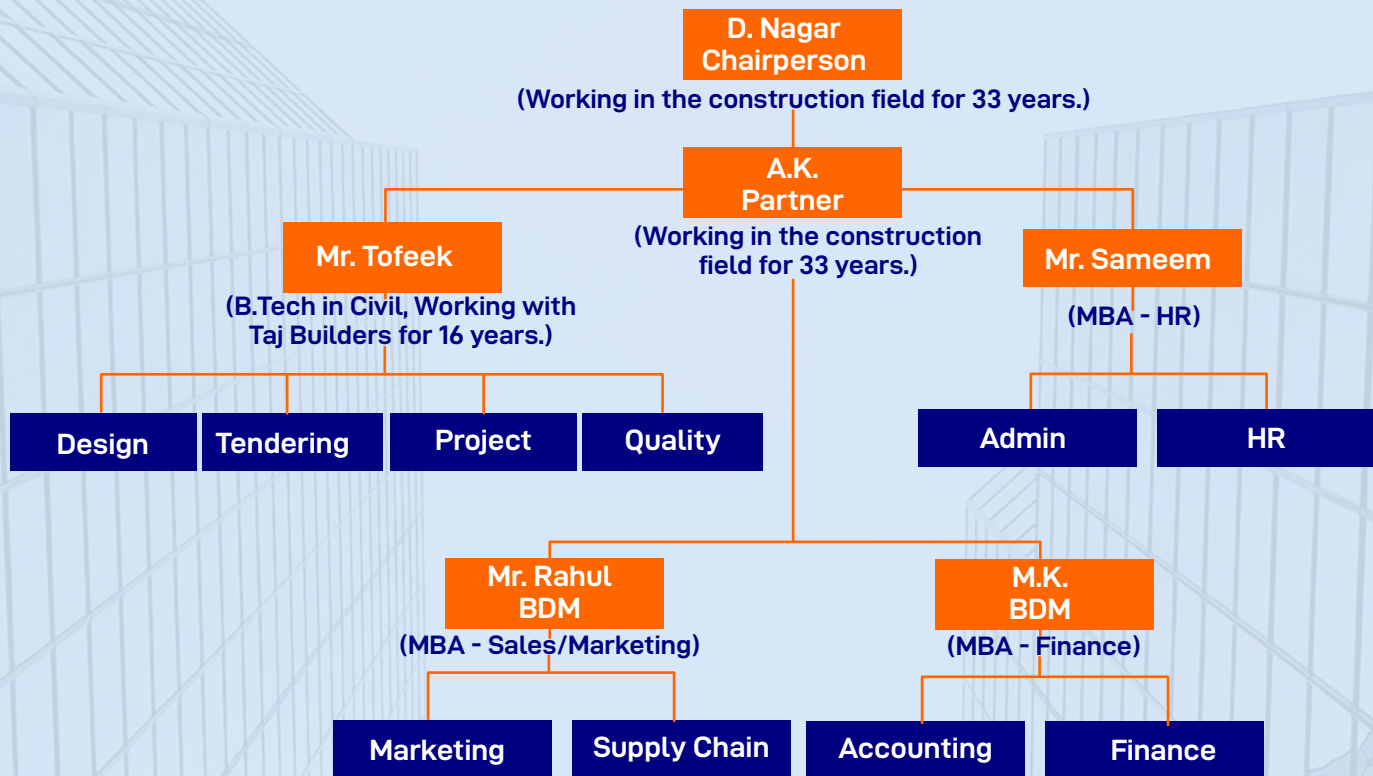 D. Nagar
Chairperson
(Working in the construction field for 33 years.)
A.K.
Partner
(Working in the construction
field for 33 years.)
Mr. Tofeek
(B.Tech in Civil, Working with
Taj Builders for 16 years.)
Mr. Sameem
(MBA - HR)
Design
Tendering
Project
Quality
Admin
HR
Mr. Rahul
BDM
(MBA - Sales/Marketing)
M.K.
BDM
(MBA - Finance)
Marketing
Supply Chain
Accounting
Finance